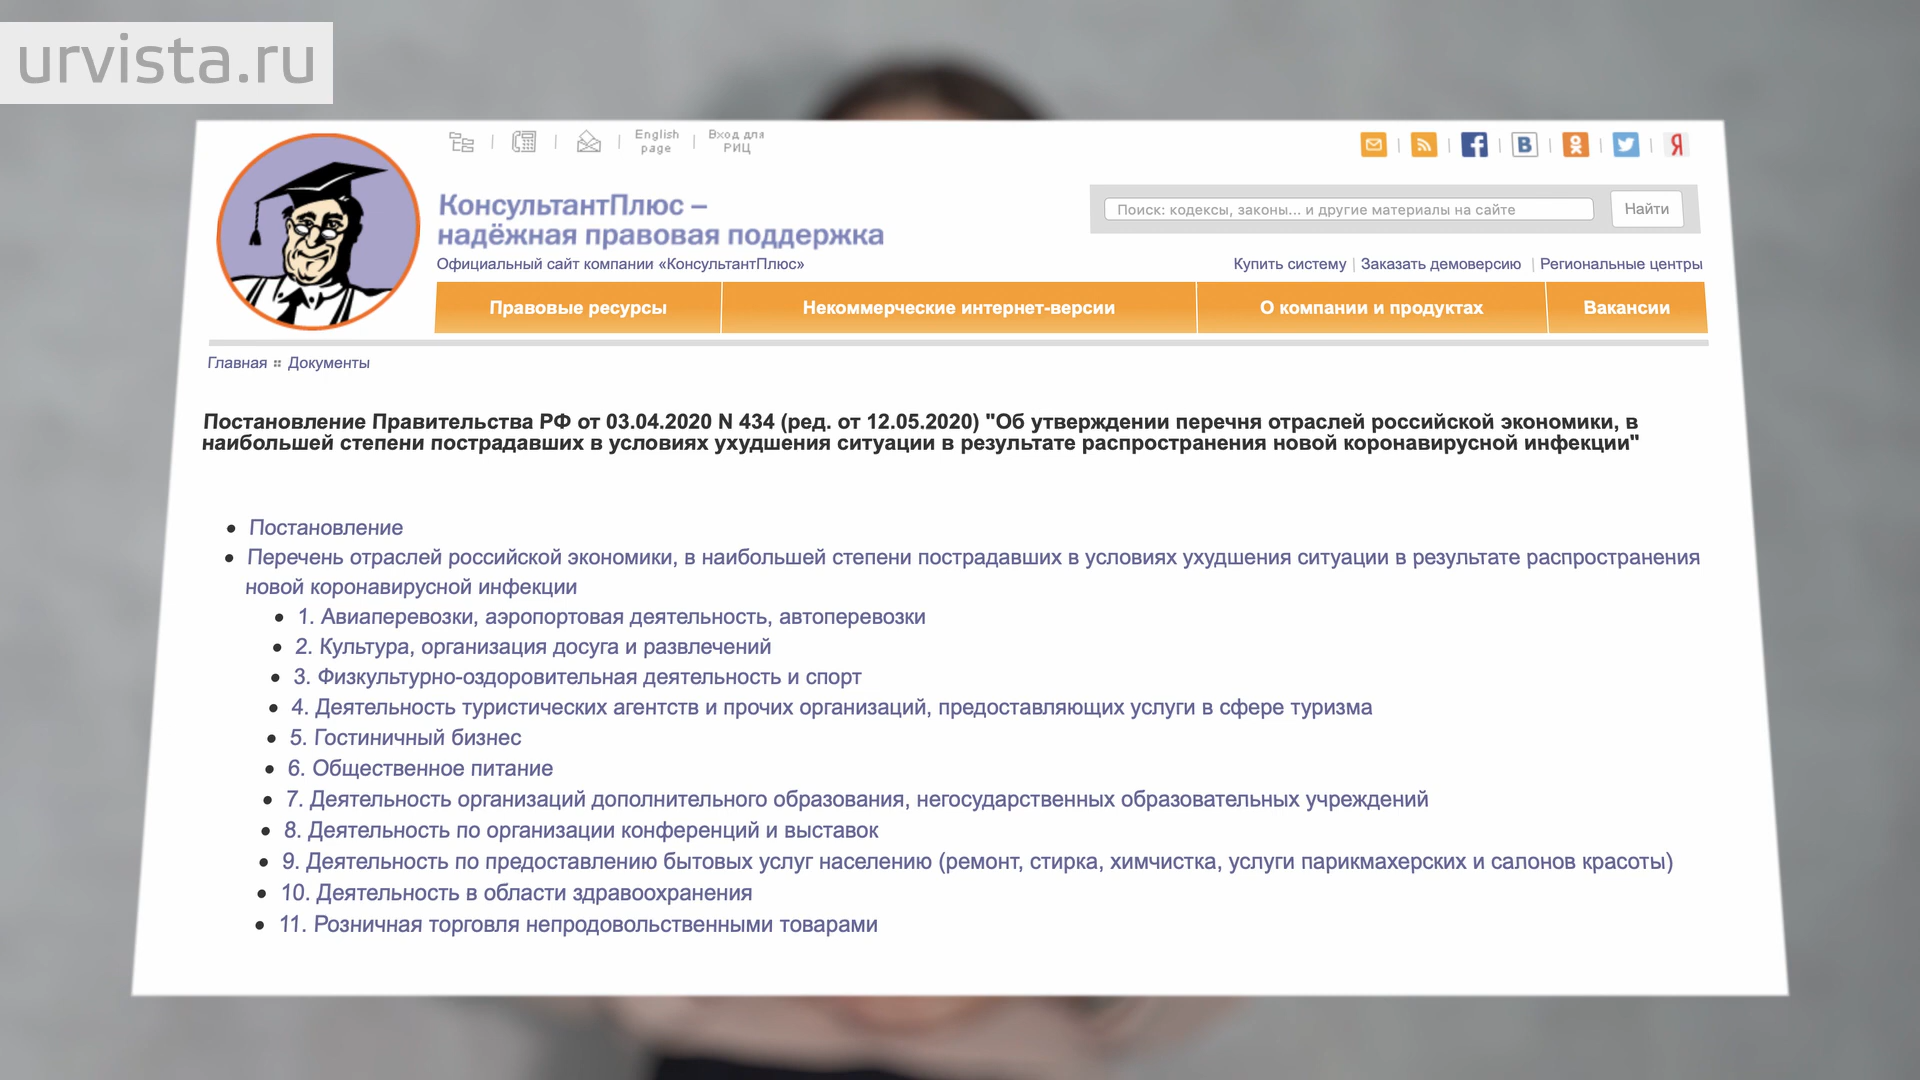 urvista.ru
English page
Вход для РИЦ
КонсультантПлюс –
надёжная правовая поддержка
Официальный сайт компании «КонсультантПлюс»
Поиск: кодексы, законы... и другие материалы на сайте
Найти
Купить систему | Заказать демоверсию | Региональные центры
Правовые ресурсы
Некоммерческие интернет-версии
О компании и продуктах
Вакансии
Главная :: Документы
Постановление Правительства РФ от 03.04.2020 N 434 (ред. от 12.05.2020) "Об утверждении перечня отраслей российской экономики, в
наибольшей степени пострадавших в условиях ухудшения ситуации в результате распространения новой коронавирусной инфекции"
• Постановление
• Перечень отраслей российской экономики, в наибольшей степени пострадавших в условиях ухудшения ситуации в результате распространения
новой коронавирусной инфекции
• 1. Авиаперевозки, аэропортовая деятельность, автоперевозки
• 2. Культура, организация досуга и развлечений
• 3. Физкультурно-оздоровительная деятельность и спорт
• 4. Деятельность туристических агентств и прочих организаций, предоставляющих услуги в сфере туризма
• 5. Гостиничный бизнес
• 6. Общественное питание
• 7. Деятельность организаций дополнительного образования, негосударственных образовательных учреждений
• 8. Деятельность по организации конференций и выставок
• 9. Деятельность по предоставлению бытовых услуг населению (ремонт, стирка, химчистка, услуги парикмахерских и салонов красоты)
• 10. Деятельность в области здравоохранения
• 11. Розничная торговля непродовольственными товарами